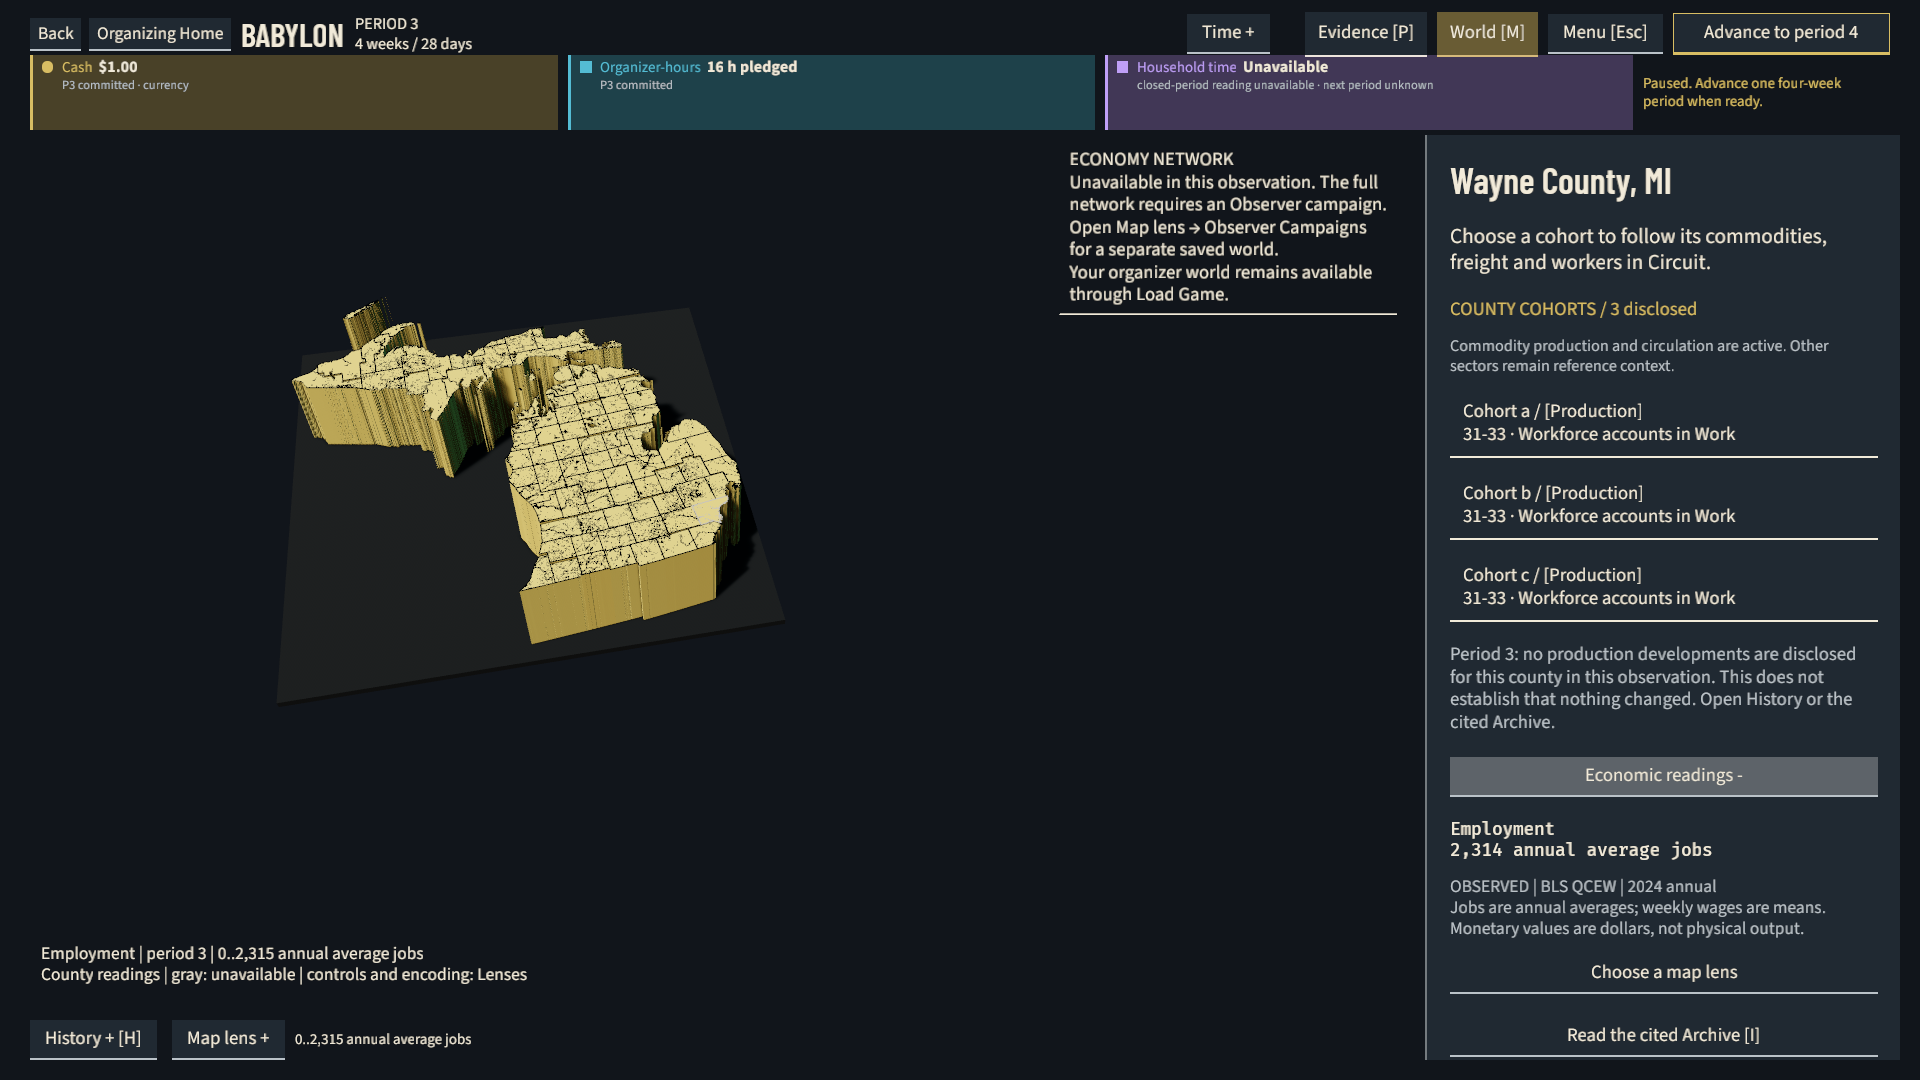 Back
Organizing Home
BABYLON
PERIOD 3
4 weeks / 28 days
Time +
Evidence [P]
World [M]
Menu [Esc]
Advance to period 4
Cash $1.00
P3 committed · currency
Organizer-hours 16 h pledged
P3 committed
Household time Unavailable
closed-period reading unavailable · next period unknown
Paused. Advance one four-week
period when ready.
ECONOMY NETWORK
Unavailable in this observation. The full
network requires an Observer campaign.
Open Map lens → Observer Campaigns
for a separate saved world.
Your organizer world remains available
through Load Game.
Wayne County, MI
Choose a cohort to follow its commodities,
freight and workers in Circuit.
COUNTY COHORTS / 3 disclosed
Commodity production and circulation are active. Other
sectors remain reference context.
Cohort a / [Production]
31-33 · Workforce accounts in Work
Cohort b / [Production]
31-33 · Workforce accounts in Work
Cohort c / [Production]
31-33 · Workforce accounts in Work
Period 3: no production developments are disclosed
for this county in this observation. This does not
establish that nothing changed. Open History or the
cited Archive.
Economic readings -
Employment
2,314 annual average jobs
OBSERVED | BLS QCEW | 2024 annual
Jobs are annual averages; weekly wages are means.
Monetary values are dollars, not physical output.
Choose a map lens
Read the cited Archive [I]
Employment | period 3 | 0..2,315 annual average jobs
County readings | gray: unavailable | controls and encoding: Lenses
History + [H]
Map lens +
0..2,315 annual average jobs